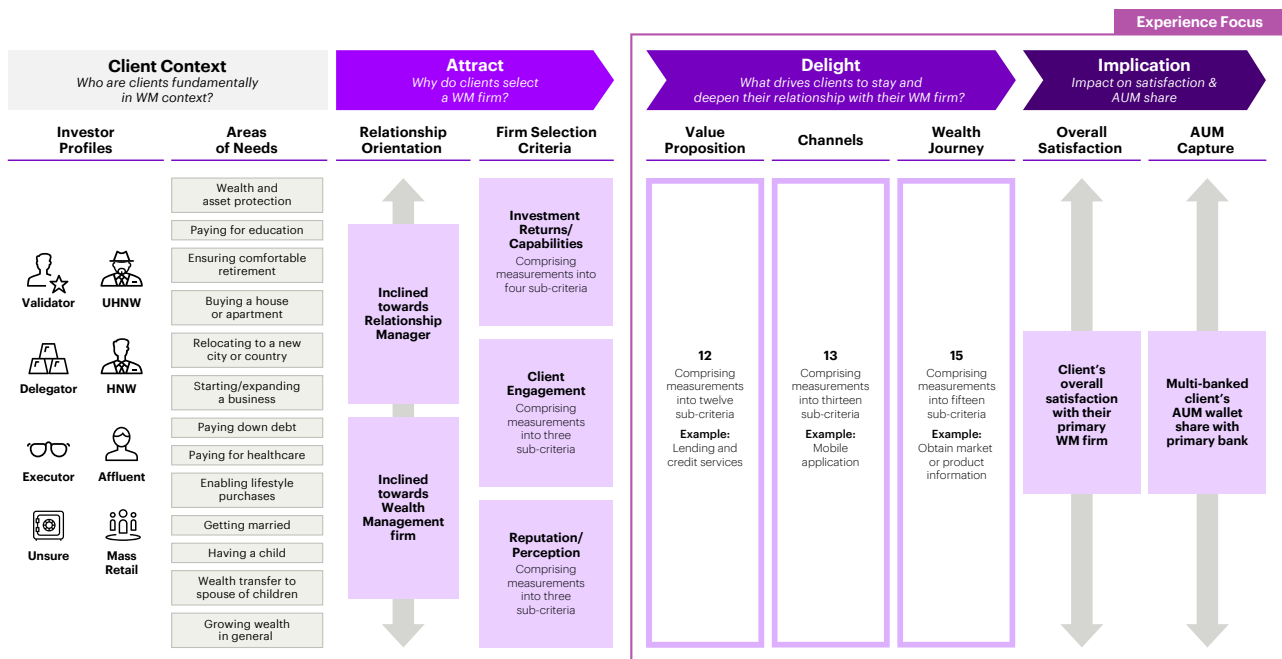 Experience Focus
Client Context
Who are clients fundamentally
in WM context?
Attract
Why do clients select
a WM firm?
Delight
What drives clients to stay and
deepen their relationship with their WM firm?
Implication
Impact on satisfaction &
AUM share
Investor
Profiles
Areas
of Needs
Relationship
Orientation
Firm Selection
Criteria
Value
Proposition
Channels
Wealth
Journey
Overall
Satisfaction
AUM
Capture
Validator
UHNW
Delegator
HNW
Executor
Affluent
Unsure
Mass
Retail
Wealth and
asset protection
Paying for education
Ensuring comfortable
retirement
Buying a house
or apartment
Relocating to a new
city or country
Starting/expanding
a business
Paying down debt
Paying for healthcare
Enabling lifestyle
purchases
Getting married
Having a child
Wealth transfer to
spouse of children
Growing wealth
in general
Inclined
towards
Relationship
Manager
Inclined
towards
Wealth
Management
firm
Investment
Returns/
Capabilities
Comprising
measurements into
four sub-criteria
Client
Engagement
Comprising
measurements
into three
sub-criteria
Reputation/
Perception
Comprising
measurements
into three
sub-criteria
12
Comprising
measurements
into twelve
sub-criteria
Example:
Lending and
credit services
13
Comprising
measurements
into thirteen
sub-criteria
Example:
Mobile
application
15
Comprising
measurements
into fifteen
sub-criteria
Example:
Obtain market
or product
information
Client's
overall
satisfaction
with their
primary
WM firm
Multi-banked
client's
AUM wallet
share with
primary bank